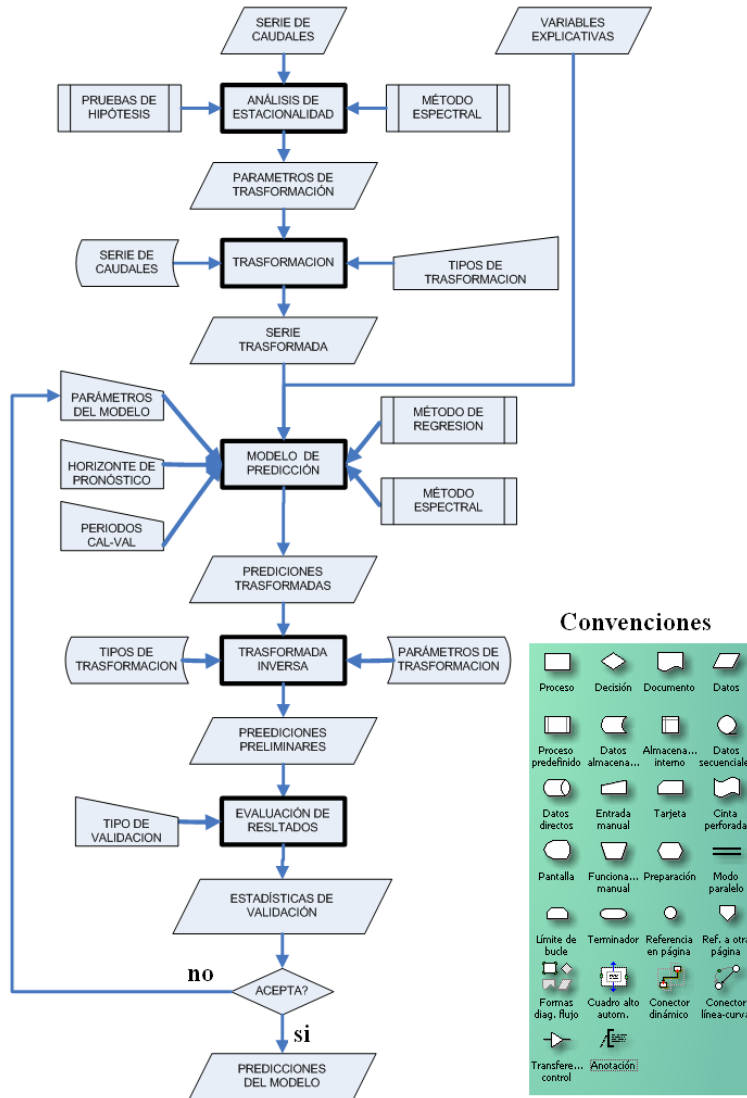 SERIE DE
CAUDALES
VARIABLES
EXPLICATIVAS
PRUEBAS DE
HIPÓTESIS
ANÁLISIS DE
ESTACIONALIDAD
MÉTODO
ESPECTRAL
PARAMETROS DE
TRASFORMACIÓN
SERIE DE
CAUDALES
TRASFORMACION
TIPOS DE
TRASFORMACION
SERIE
TRASFORMADA
PARÁMETROS
DEL MODELO
MÉTODO DE
REGRESION
HORIZONTE DE
PRONÓSTICO
MODELO DE
PREDICCIÓN
PERIODOS
CAL-VAL
MÉTODO
ESPECTRAL
PREDICIONES
TRASFORMADAS
TIPOS DE
TRASFORMACION
TRASFORMADA
INVERSA
PARÁMETROS
DE TRASFORMACION
PREEDICIONES
PRELIMINARES
TIPO DE
VALIDACION
EVALUACIÓN DE
RESLTADOS
ESTADÍSTICAS DE
VALIDACIÓN
no
ACEPTA?
si
PREDICCIONES
DEL MODELO
Convenciones
Proceso Decisión Documento Datos
Proceso Datos Almacena... Datos
predefinido almacena... interno secuenciale
Datos Entrada Tarjeta Cinta
directos manual perforada
Pantalla Funciona... Preparación Modo
manual paralelo
Límite de Terminador Referencia Ref. a otra
bucle en página página
Formas Cuadro alto Conector Conector
diag. flujo autom. dinámico línea-curva
Transfere... Anotación
control